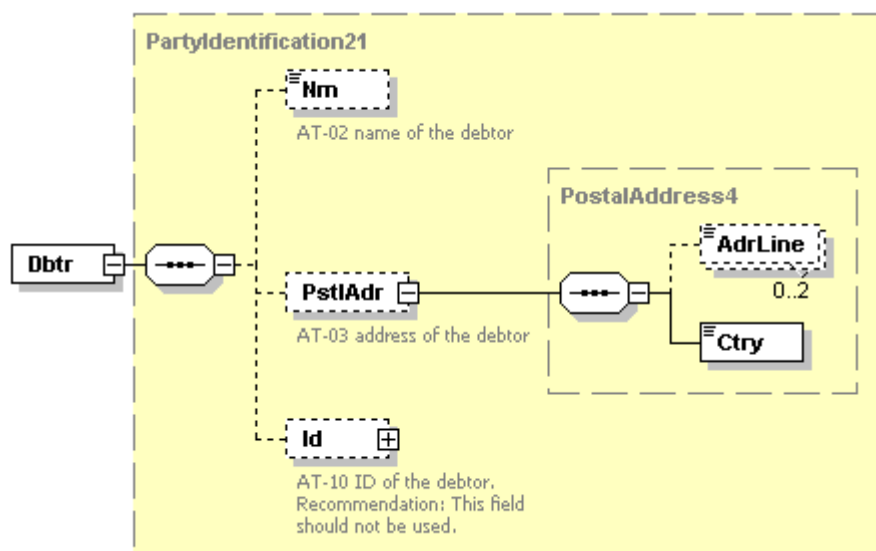 PartyIdentification21
Nm
AT-02 name of the debtor
PostalAddress4
AdrLine
0..2
Dbtr
PstlAdr
AT-03 address of the debtor
Ctry
Id
AT-10 ID of the debtor.
Recommendation: This field
should not be used.